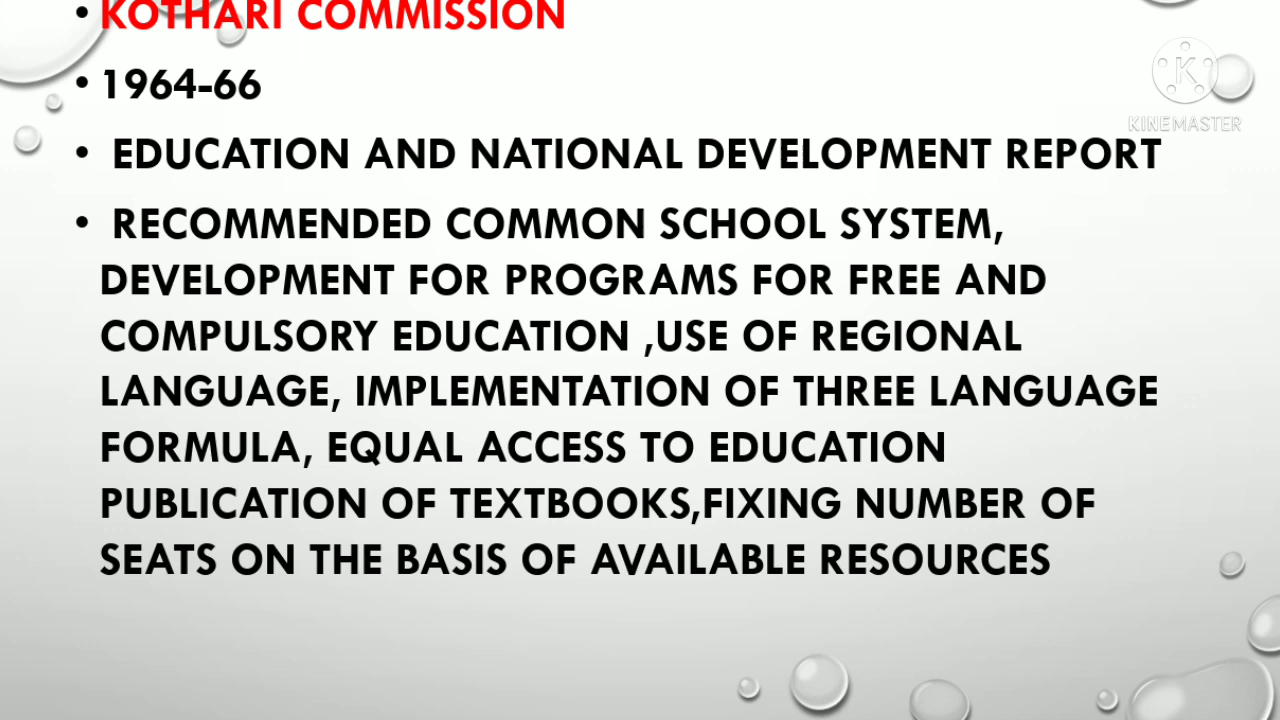 • KOTHARI COMMISSION
• 1964-66
KINEMASTER
• EDUCATION AND NATIONAL DEVELOPMENT REPORT
• RECOMMENDED COMMON SCHOOL SYSTEM,
DEVELOPMENT FOR PROGRAMS FOR FREE AND
COMPULSORY EDUCATION ,USE OF REGIONAL
LANGUAGE, IMPLEMENTATION OF THREE LANGUAGE
FORMULA, EQUAL ACCESS TO EDUCATION
PUBLICATION OF TEXTBOOKS,FIXING NUMBER OF
SEATS ON THE BASIS OF AVAILABLE RESOURCES